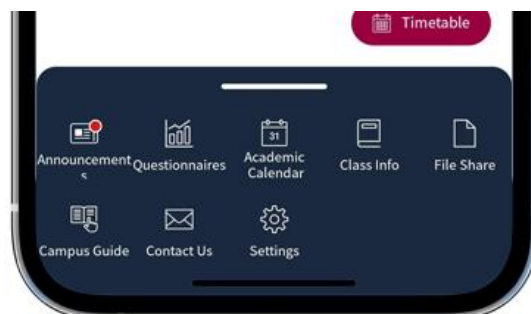 Timetable
31
Announcement
s
Questionnaires
Academic
Calendar
Class Info
File Share
Campus Guide
Contact Us
Settings